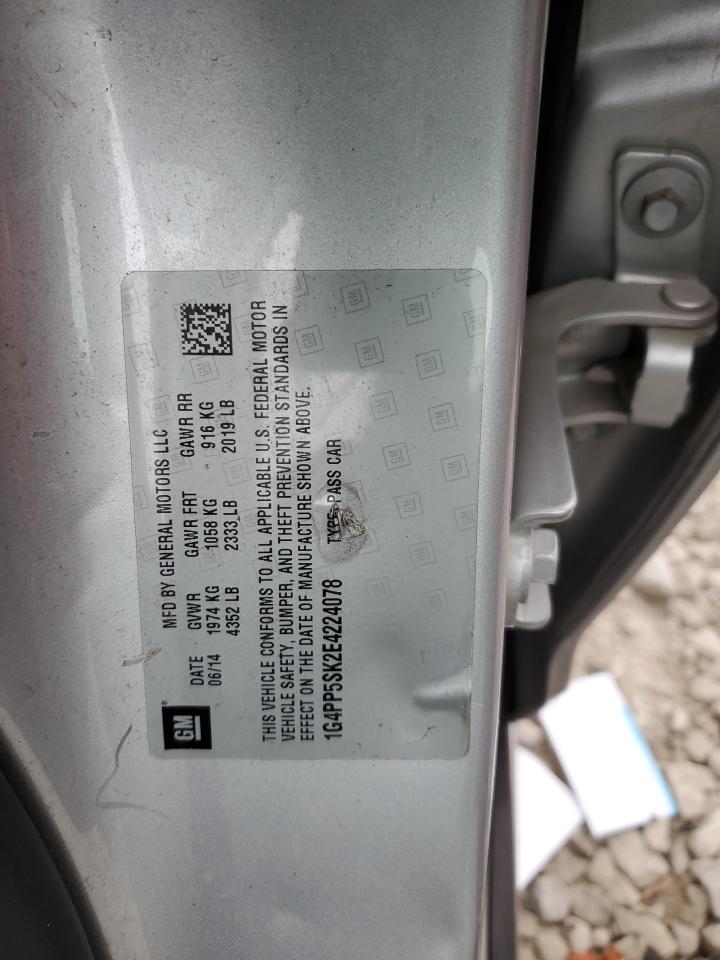 GM
MFD BY GENERAL MOTORS LLC
DATE GVWR GAWR FRT GAWR RR
06/14 1974 KG 1058 KG 916 KG
4352 LB 2333 LB 2019 LB
THIS VEHICLE CONFORMS TO ALL APPLICABLE U.S. FEDERAL MOTOR
VEHICLE SAFETY, BUMPER, AND THEFT PREVENTION STANDARDS IN
EFFECT ON THE DATE OF MANUFACTURE SHOWN ABOVE.
1G4PP5SK2E4224078 TYPE: PASS CAR